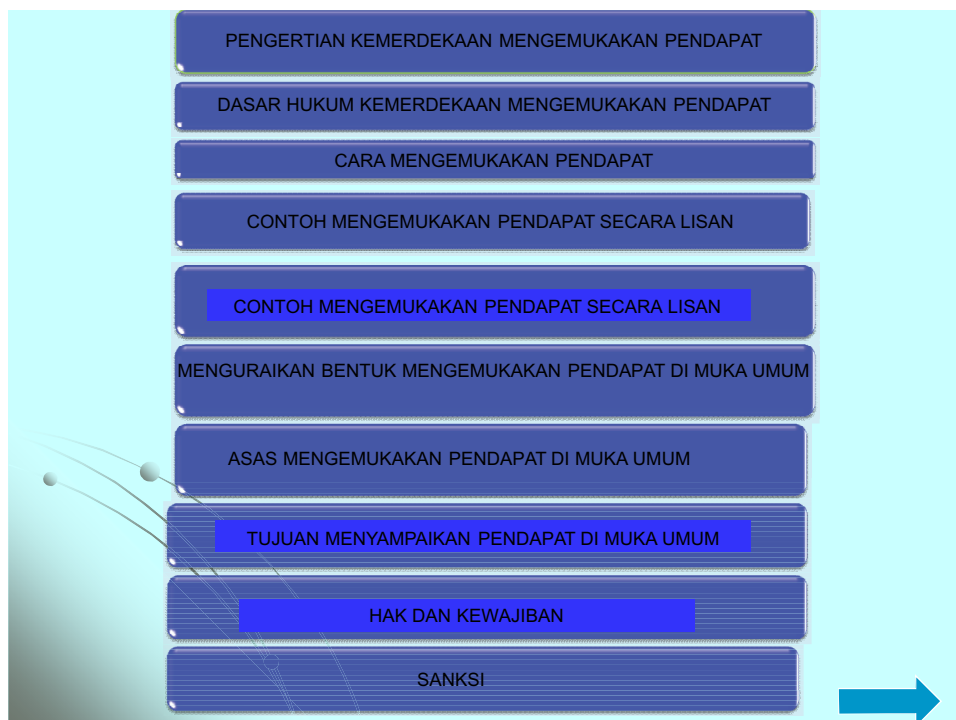 PENGERTIAN KEMERDEKAAN MENGEMUKAKAN PENDAPAT
DASAR HUKUM KEMERDEKAAN MENGEMUKAKAN PENDAPAT
CARA MENGEMUKAKAN PENDAPAT
CONTOH MENGEMUKAKAN PENDAPAT SECARA LISAN
CONTOH MENGEMUKAKAN PENDAPAT SECARA LISAN
MENGURAIKAN BENTUK MENGEMUKAKAN PENDAPAT DI MUKA UMUM
ASAS MENGEMUKAKAN PENDAPAT DI MUKA UMUM
TUJUAN MENYAMPAIKAN PENDAPAT DI MUKA UMUM
HAK DAN KEWAJIBAN
SANKSI